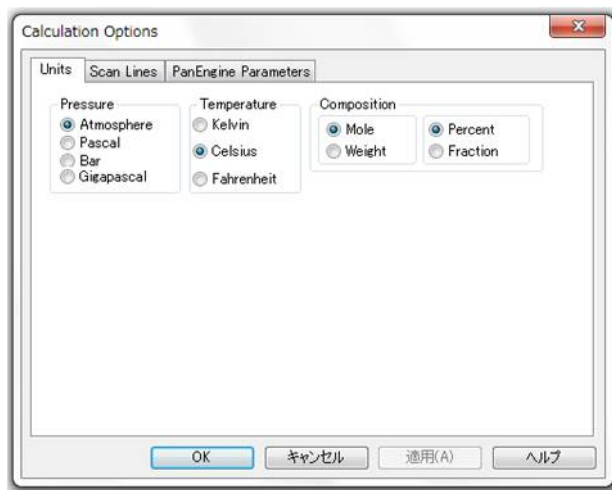 Calculation Options
Units Scan Lines PanEngine Parameters
Pressure Temperature Composition
Atmosphere Kelvin Mole Percent
Pascal Celsius Weight Fraction
Bar Fahrenheit
Gigapascal
OK キャンセル 適用(A) ヘルプ